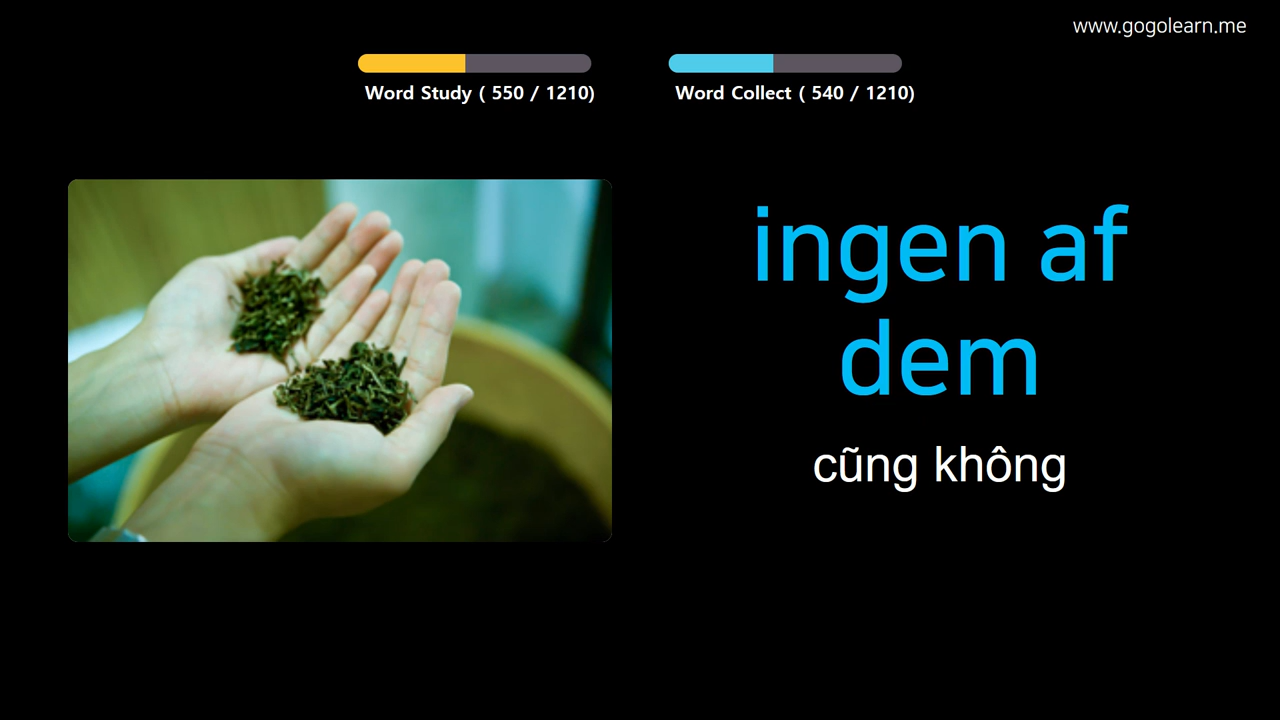 www.gogolearn.me
Word Study ( 550 / 1210)
Word Collect ( 540 / 1210)
ingen af
dem
cũng không